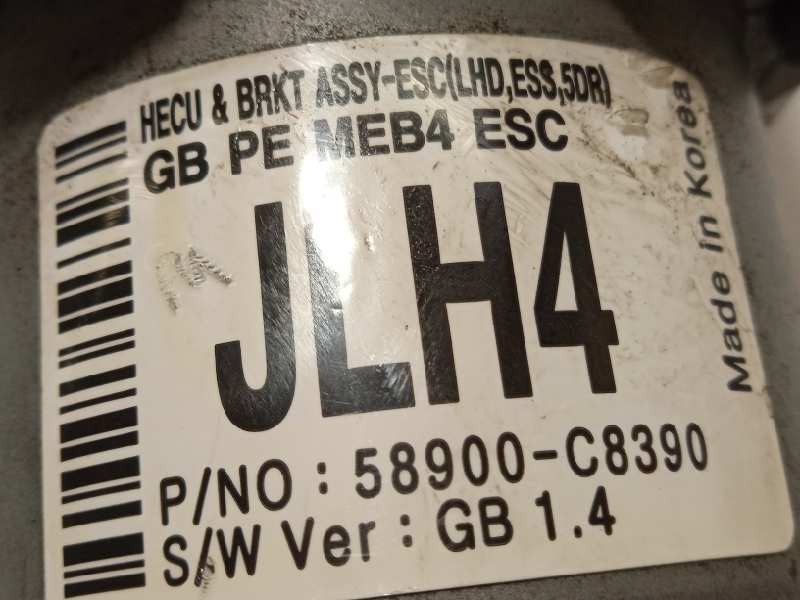 HECU & BRKT ASSY-ESC(LHD,ESS,5DR)
GB PE MEB4 ESC
JLH4
P/NO : 58900-C8390
S/W Ver : GB 1.4
Made in Korea